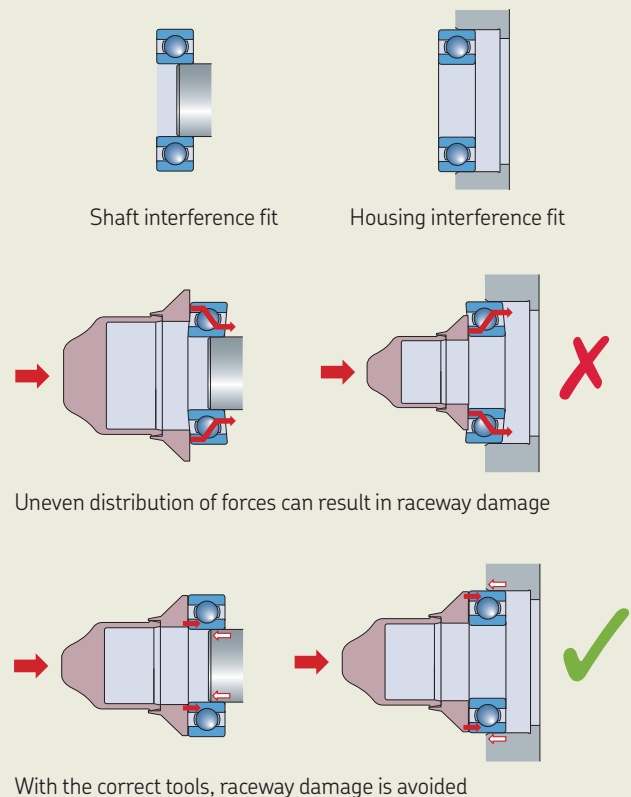 Shaft interference fit
Housing interference fit
Uneven distribution of forces can result in raceway damage
With the correct tools, raceway damage is avoided